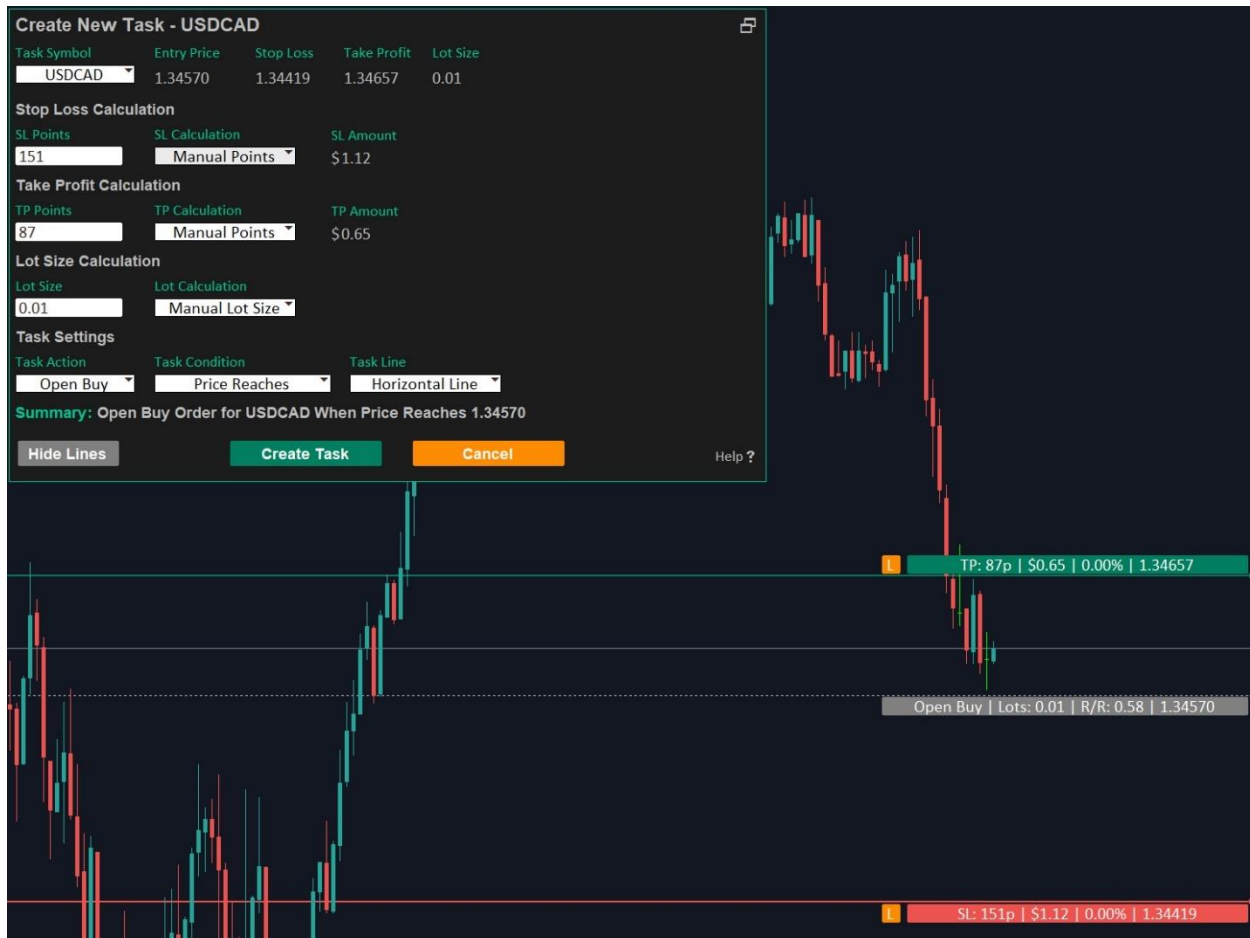 Create New Task - USDCAD
Task Symbol Entry Price Stop Loss Take Profit Lot Size
USDCAD 1.34570 1.34419 1.34657 0.01
Stop Loss Calculation
SL Points SL Calculation SL Amount
151 Manual Points $1.12
Take Profit Calculation
TP Points TP Calculation TP Amount
87 Manual Points $0.65
Lot Size Calculation
Lot Size Lot Calculation
0.01 Manual Lot Size
Task Settings
Task Action Task Condition Task Line
Open Buy Price Reaches Horizontal Line
Summary: Open Buy Order for USDCAD When Price Reaches 1.34570
Hide Lines Create Task Cancel Help ?
L TP: 87p | $0.65 | 0.00% | 1.34657
Open Buy | Lots: 0.01 | R/R: 0.58 | 1.34570
L SL: 151p | $1.12 | 0.00% | 1.34419